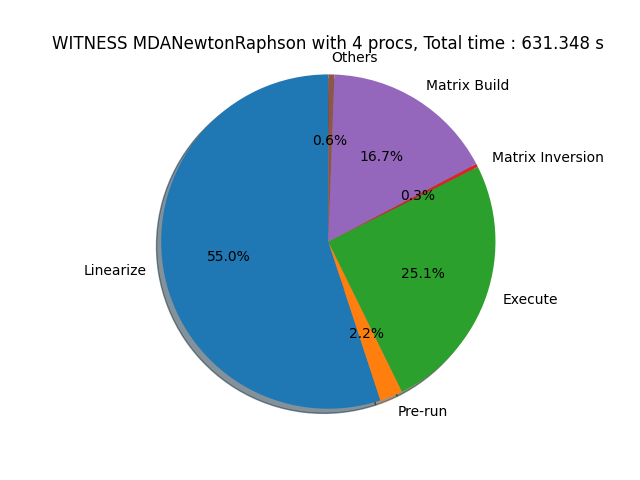 WITNESS MDANewtonRaphson with 4 procs, Total time : 631.348 s
Others
Matrix Build
0.6%
16.7%
Matrix Inversion
0.3%
55.0%
Linearize
25.1%
Execute
2.2%
Pre-run